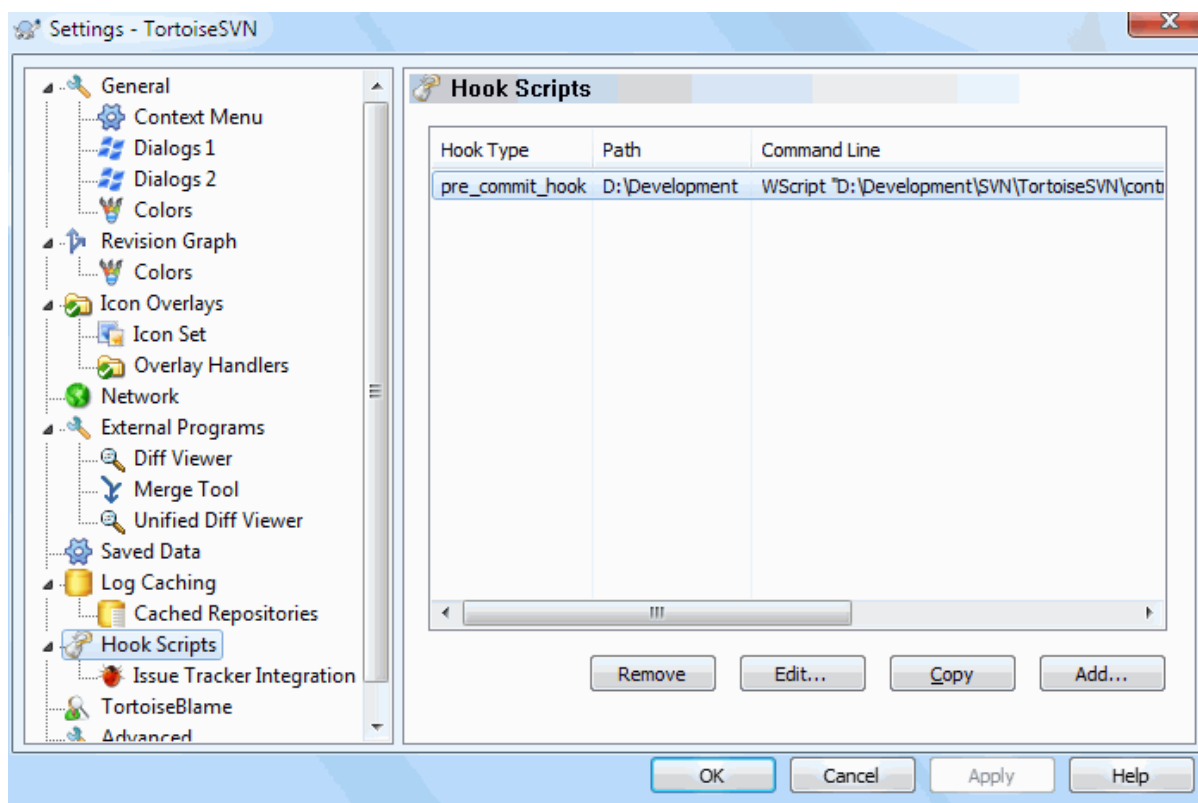 Settings - TortoiseSVN
General
Context Menu
Dialogs 1
Dialogs 2
Colors
Revision Graph
Colors
Icon Overlays
Icon Set
Overlay Handlers
Network
External Programs
Diff Viewer
Merge Tool
Unified Diff Viewer
Saved Data
Log Caching
Cached Repositories
Hook Scripts
Issue Tracker Integration
TortoiseBlame
Advanced
Hook Scripts
Hook Type Path Command Line
pre_commit_hook D:\Development WScript "D:\Development\SVN\TortoiseSVN\contr
Remove Edit... Copy Add...
OK Cancel Apply Help